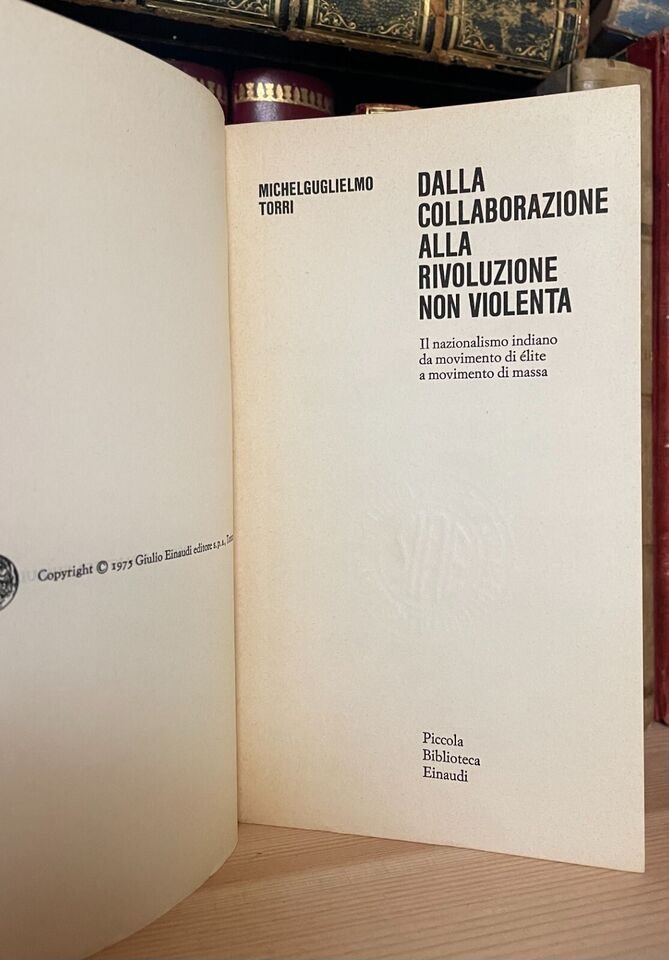 Copyright © 1975 Giulio Einaudi editore s.p.a.,
MICHELGUGLIELMO
TORRI
DALLA
COLLABORAZIONE
ALLA
RIVOLUZIONE
NON VIOLENTA
Il nazionalismo indiano
da movimento di élite
a movimento di massa
Piccola
Biblioteca
Einaudi